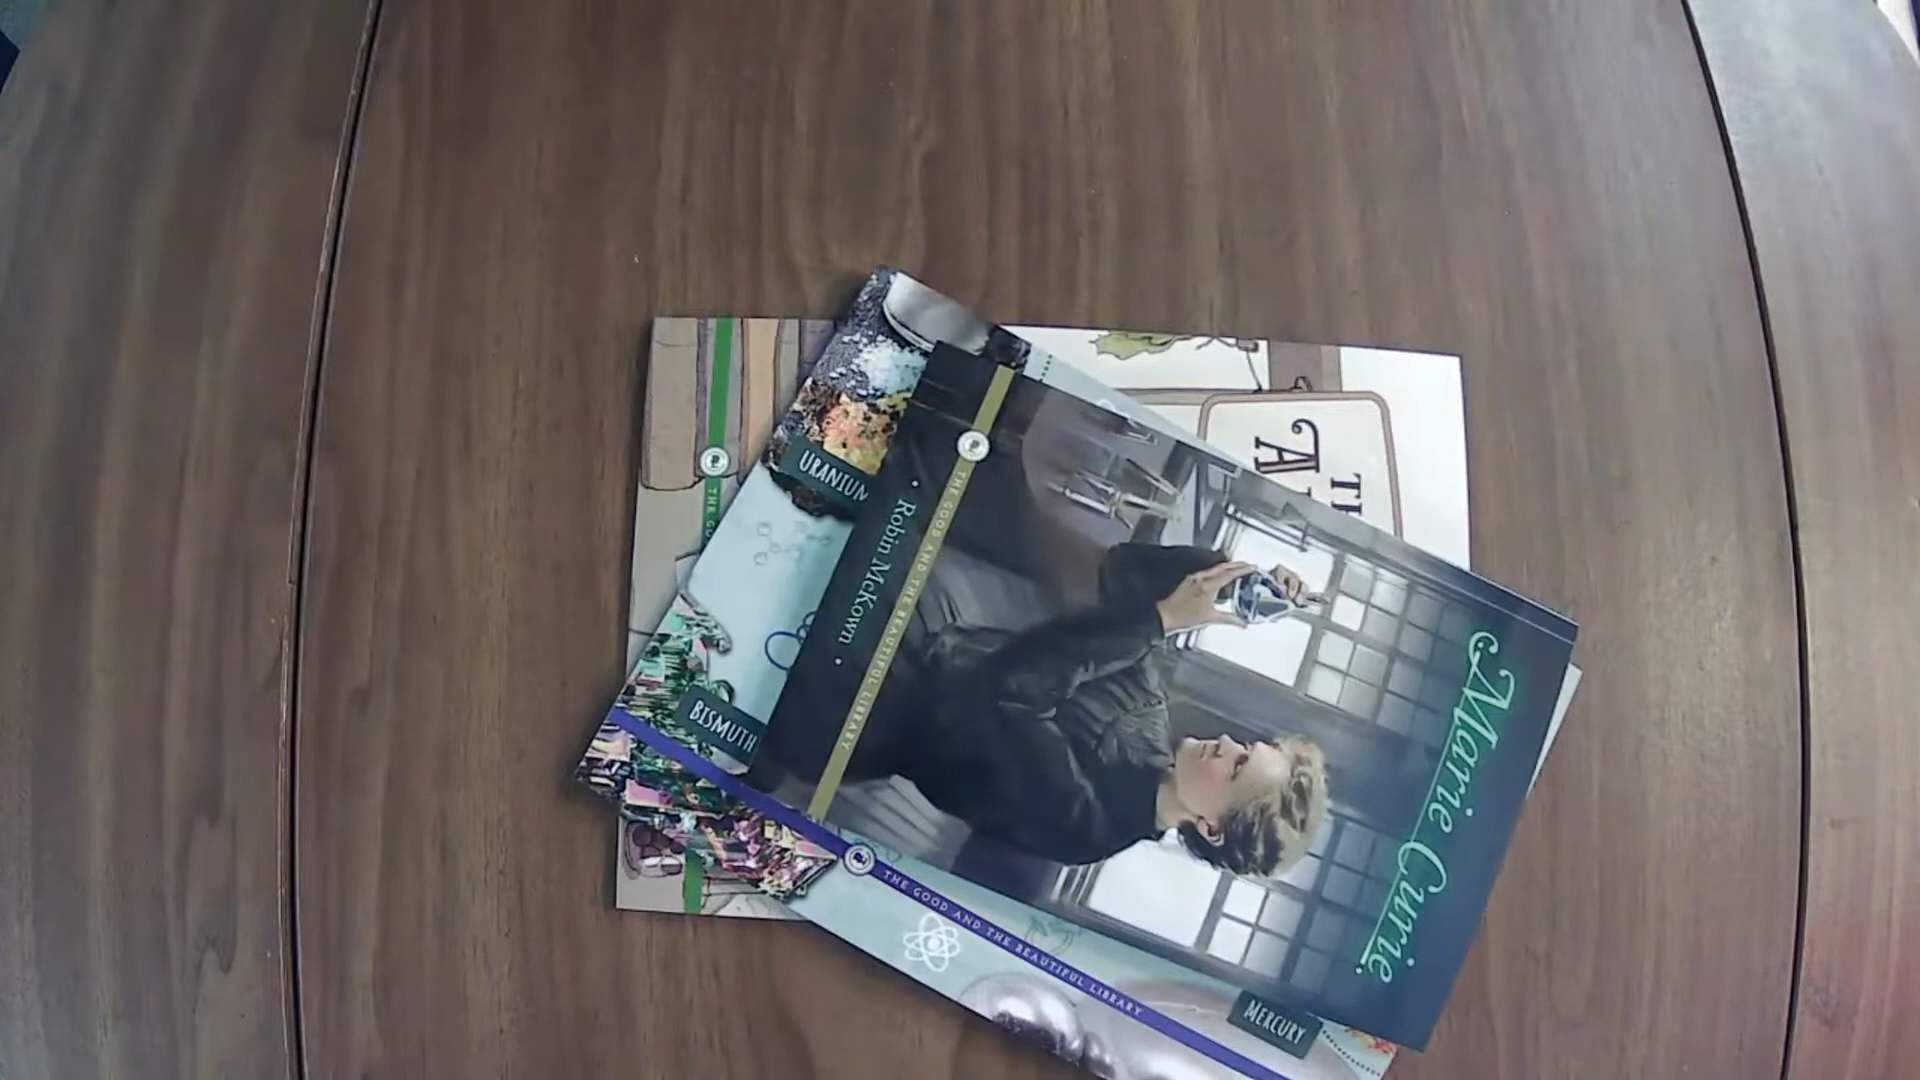 Marie Curie
Robin McKown
THE GOOD AND THE BEAUTIFUL LIBRARY
URANIUM
BISMUTH
MERCURY
THE GOOD AND THE BEAUTIFUL LIBRARY
THE